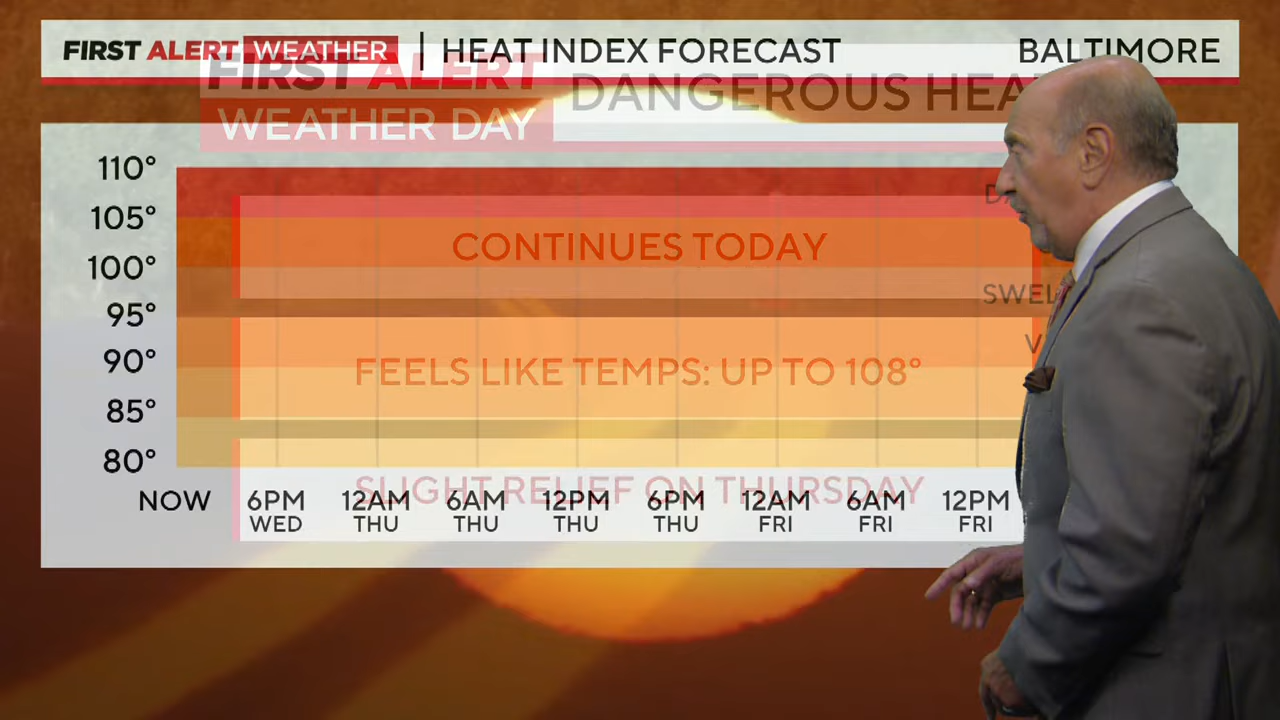 FIRST ALERT WEATHER | HEAT INDEX FORECAST BALTIMORE
FIRST ALERT
WEATHER DAY
DANGEROUS HEA
110°
105°
100°
95°
90°
85°
80°
CONTINUES TODAY
FEELS LIKE TEMPS: UP TO 108°
SLIGHT RELIEF ON THURSDAY
SWEL
V
NOW
6PM
WED
12AM
THU
6AM
THU
12PM
THU
6PM
THU
12AM
FRI
6AM
FRI
12PM
FRI